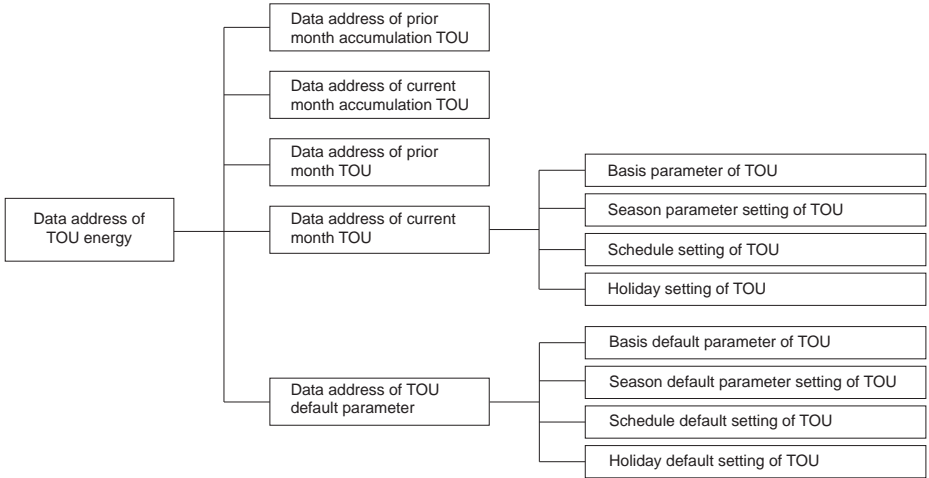 Data address of
TOU energy
Data address of prior
month accumulation TOU
Data address of current
month accumulation TOU
Data address of prior
month TOU
Data address of current
month TOU
Data address of TOU
default parameter
Basis parameter of TOU
Season parameter setting of TOU
Schedule setting of TOU
Holiday setting of TOU
Basis default parameter of TOU
Season default parameter setting of TOU
Schedule default setting of TOU
Holiday default setting of TOU